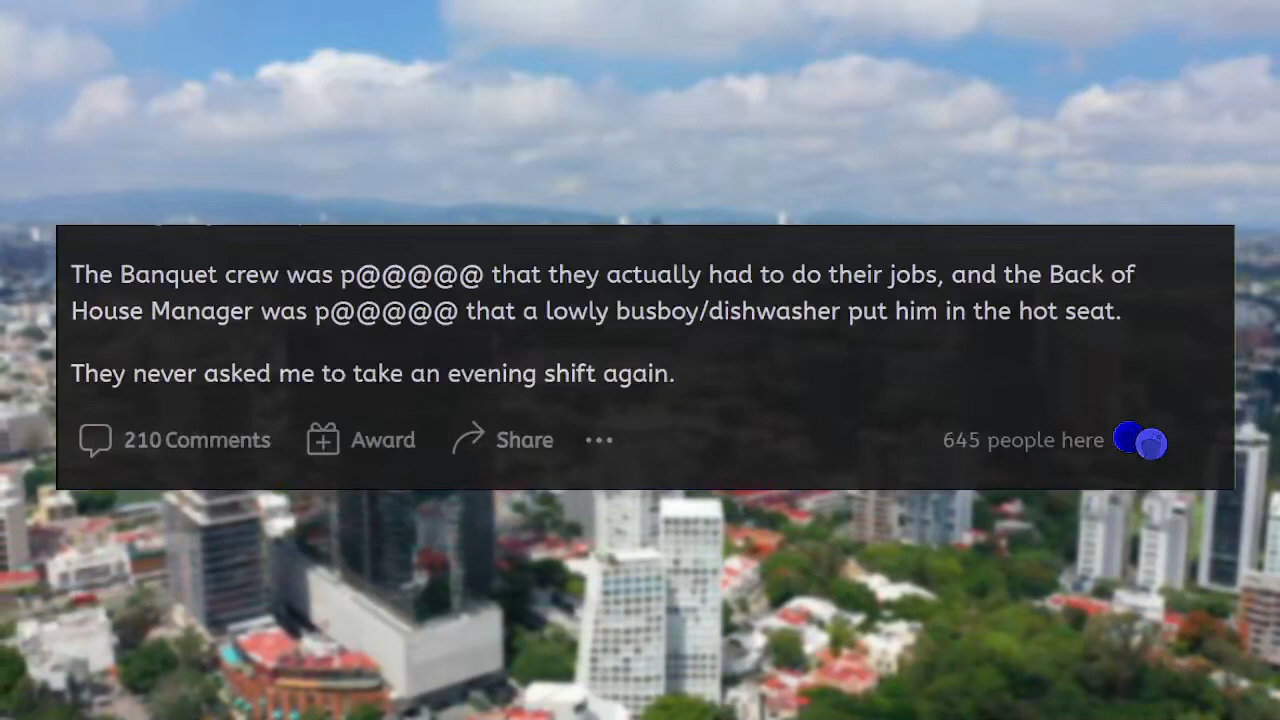 The Banquet crew was p@@@@@ that they actually had to do their jobs, and the Back of
House Manager was p@@@@@ that a lowly busboy/dishwasher put him in the hot seat.
They never asked me to take an evening shift again.
210 Comments Award Share ••• 645 people here